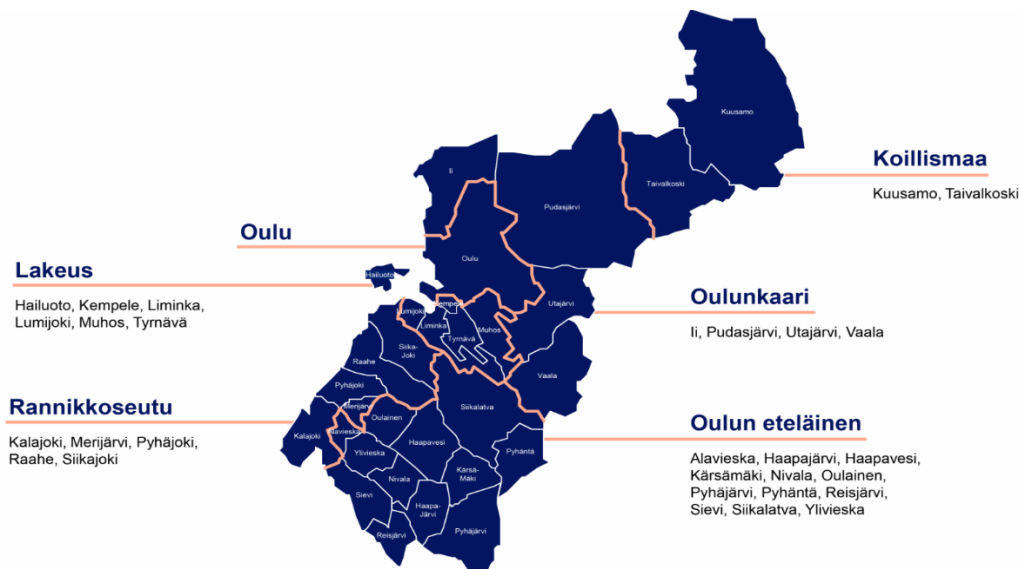 Kuusamo
Koillismaa
Kuusamo, Taivalkoski
Ii
Taivalkoski
Pudasjärvi
Oulu
Oulu
Lakeus
Hailuoto, Kempele, Liminka,
Lumijoki, Muhos, Tyrnävä
Hailuoto
Kempele
Lumijoki
Liminka
Tyrnävä
Muhos
Utajärvi
Oulunkaari
Ii, Pudasjärvi, Utajärvi, Vaala
Siika-
Joki
Raahe
Vaala
Pyhäjoki
Merijärvi
Rannikkoseutu
Kalajoki, Merijärvi, Pyhäjoki,
Raahe, Siikajoki
Kalajoki
Alavieska
Oulainen
Siikalatva
Haapavesi
Ylivieska
Pyhäntä
Oulun eteläinen
Alavieska, Haapajärvi, Haapavesi,
Kärsämäki, Nivala, Oulainen,
Pyhäjärvi, Pyhäntä, Reisjärvi,
Sievi, Siikalatva, Ylivieska
Kärsä-
Mäki
Nivala
Sievi
Haapa-
Järvi
Reisjärvi
Pyhäjärvi